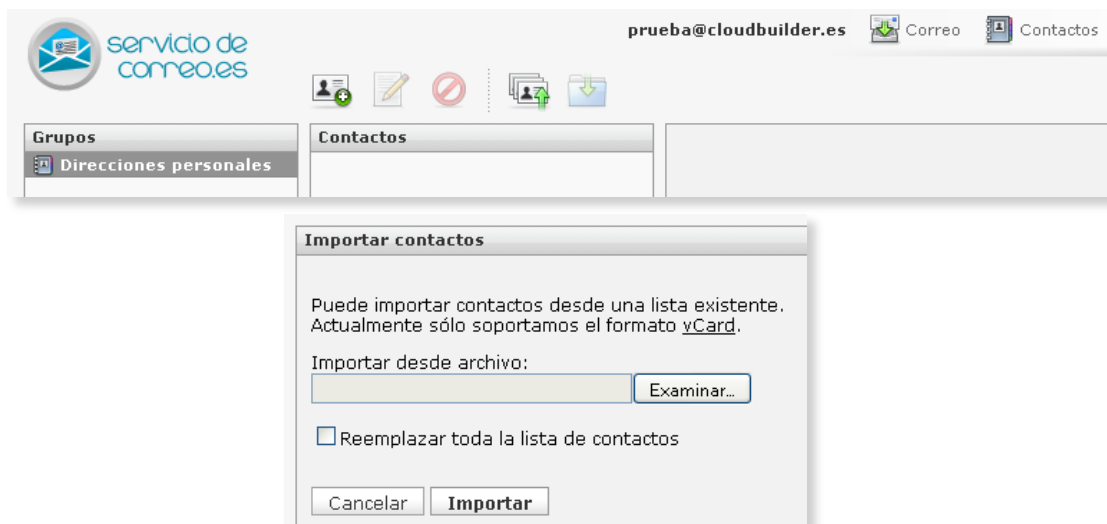 servicio de
correo.es
prueba@cloudbuilder.es Correo Contactos
Grupos
Contactos
Direcciones personales
Importar contactos
Puede importar contactos desde una lista existente.
Actualmente sólo soportamos el formato vCard.
Importar desde archivo:
Examinar...
Reemplazar toda la lista de contactos
Cancelar Importar